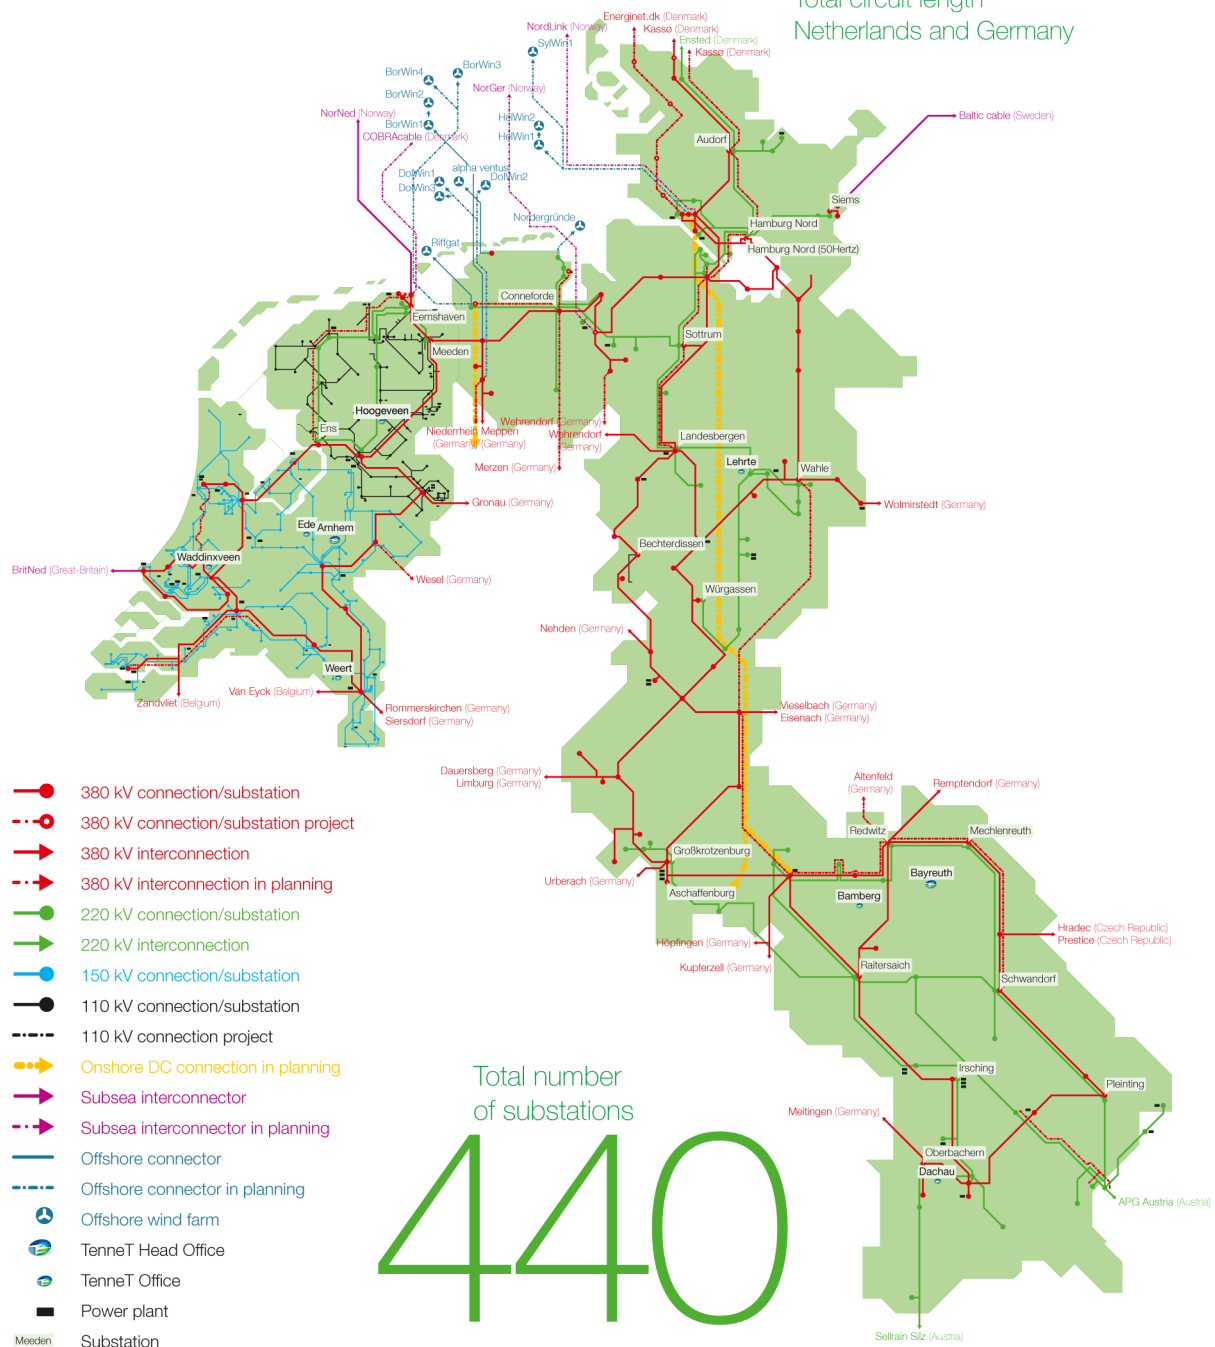 Total circuit length
Netherlands and Germany
Energinet.dk (Denmark)
NordLink (Norway)
Kassø (Denmark)
Ensted (Denmark)
Kassø (Denmark)
SylWin1
BorWin3
BorWin4
NorGer (Norway)
BorWin2
NorNed (Norway)
HelWin2
Baltic cable (Sweden)
BorWin1
COBRAcable (Denmark)
HelWin1
Audorf
alpha ventus
DolWin1
DolWin2
DolWin3
Siems
Nordergründe
Hamburg Nord
Riffgat
Hamburg Nord (50Hertz)
Conneforde
Eemshaven
Sottrum
Meeden
Hoogeveen
Wehrendorf (Germany)
Ens
Niederrhein
(Germany)
Meppen
(Germany)
Wehrendorf
(Germany)
Landesbergen
Lehrte
Merzen (Germany)
Wahle
Gronau (Germany)
Wolmirstedt (Germany)
Ede
Arnhem
Bechterdissen
Waddinxveen
BritNed (Great-Britain)
Wesel (Germany)
Würgassen
Nehden (Germany)
Weert
Van Eyck (Belgium)
Zandvliet (Belgium)
Rommerskirchen (Germany)
Siersdorf (Germany)
Vieselbach (Germany)
Eisenach (Germany)
Dauersberg (Germany)
Limburg (Germany)
Altenfeld
(Germany)
Remptendorf (Germany)
Redwitz
Mechlenreuth
Großkrotzenburg
Bayreuth
Urberach (Germany)
Aschaffenburg
Bamberg
Höpfingen (Germany)
Hradec (Czech Republic)
Prestice (Czech Republic)
Kupferzell (Germany)
Raitersaich
Schwandorf
Irsching
Pleinting
Meitingen (Germany)
Oberbachern
Dachau
APG Austria (Austria)
Sellrain Silz (Austria)
380 kV connection/substation
380 kV connection/substation project
380 kV interconnection
380 kV interconnection in planning
220 kV connection/substation
220 kV interconnection
150 kV connection/substation
110 kV connection/substation
110 kV connection project
Onshore DC connection in planning
Subsea interconnector
Subsea interconnector in planning
Offshore connector
Offshore connector in planning
Offshore wind farm
TenneT Head Office
TenneT Office
Power plant
Meeden Substation
Total number
of substations
440